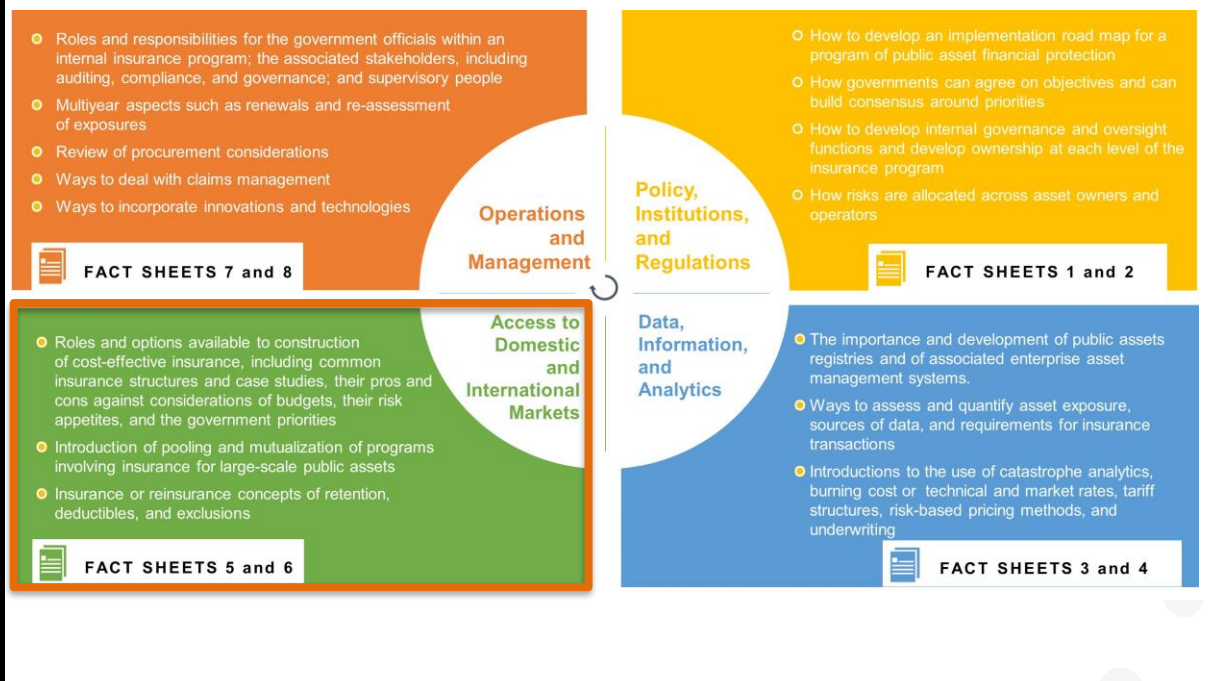 Roles and responsibilities for the government officials within an
internal insurance program; the associated stakeholders, including
auditing, compliance, and governance; and supervisory people
Multiyear aspects such as renewals and re-assessment
of exposures
Review of procurement considerations
Ways to deal with claims management
Ways to incorporate innovations and technologies
Operations
and
Management
FACT SHEETS 7 and 8
How to develop an implementation road map for a
program of public asset financial protection
How governments can agree on objectives and can
build consensus around priorities
How to develop internal governance and oversight
functions and develop ownership at each level of the
insurance program
How risks are allocated across asset owners and
operators
Policy,
Institutions,
and
Regulations
FACT SHEETS 1 and 2
Roles and options available to construction
of cost-effective insurance, including common
insurance structures and case studies, their pros and
cons against considerations of budgets, their risk
appetites, and the government priorities
Introduction of pooling and mutualization of programs
involving insurance for large-scale public assets
Insurance or reinsurance concepts of retention,
deductibles, and exclusions
Access to
Domestic
and
International
Markets
FACT SHEETS 5 and 6
Data,
Information,
and
Analytics
The importance and development of public assets
registries and of associated enterprise asset
management systems.
Ways to assess and quantify asset exposure,
sources of data, and requirements for insurance
transactions
Introductions to the use of catastrophe analytics,
burning cost or technical and market rates, tariff
structures, risk-based pricing methods, and
underwriting
FACT SHEETS 3 and 4